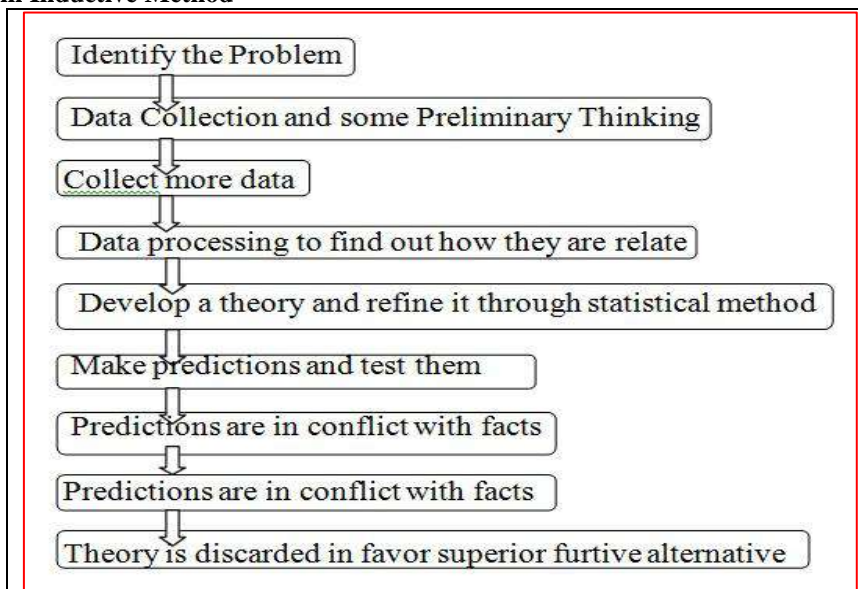 in Inductive Method
Identify the Problem
Data Collection and some Preliminary Thinking
Collect more data
Data processing to find out how they are relate
Develop a theory and refine it through statistical method
Make predictions and test them
Predictions are in conflict with facts
Predictions are in conflict with facts
Theory is discarded in favor superior furtive alternative